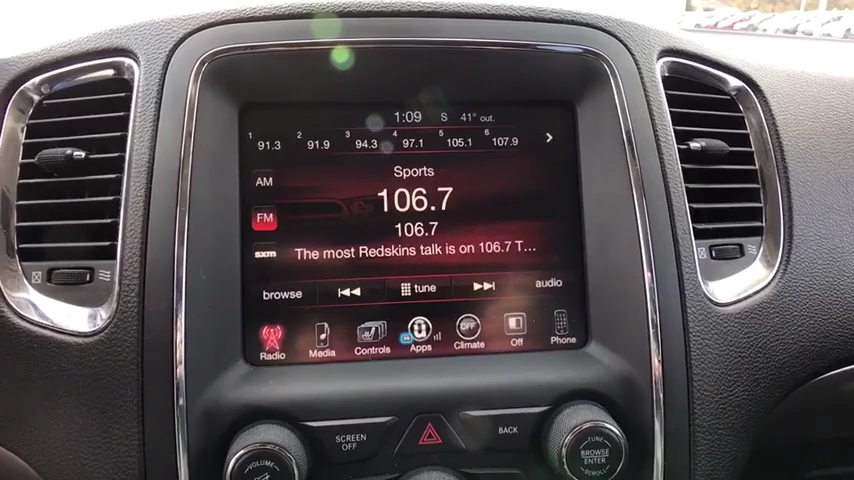 1:09 S 41° out.
1 91.3 2 91.9 3 94.3 4 97.1 5 105.1 6 107.9
Sports
AM
106.7
FM
106.7
sxm
The most Redskins talk is on 106.7 T...
browse tune audio
OFF
Radio Media Controls Apps Climate Off Phone
SCREEN OFF
BACK
VOLUME
TUNE
BROWSE
ENTER
SCROLL